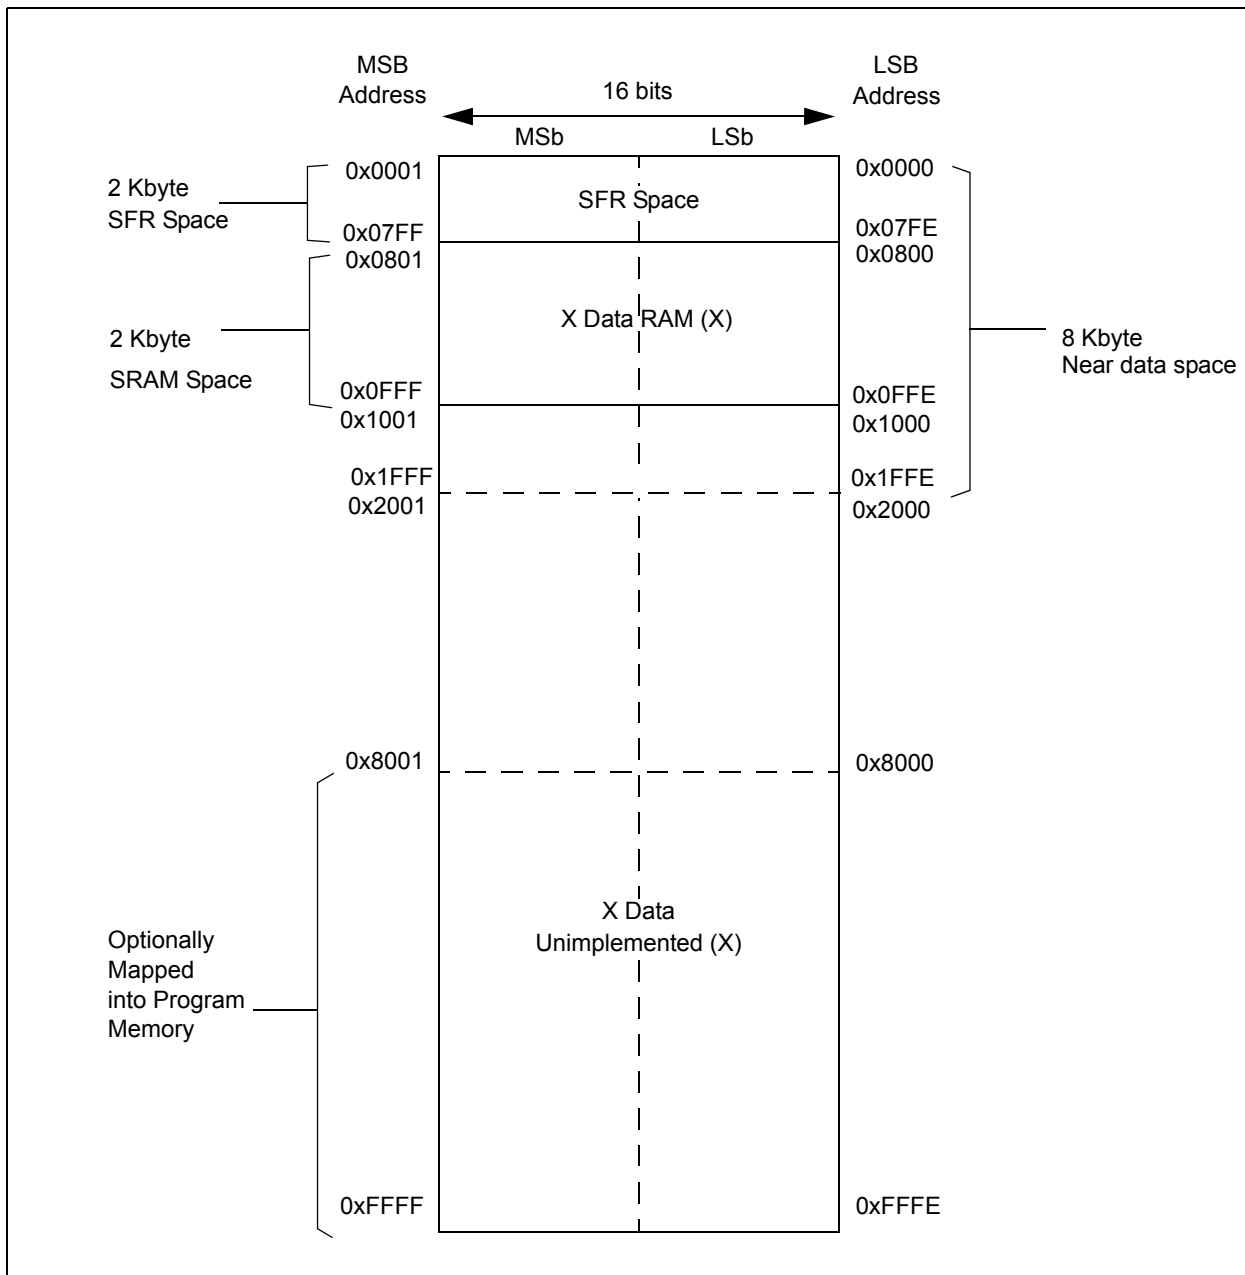 MSB
Address
LSB
Address
16 bits
MSb
LSb
0x0001
0x0000
2 Kbyte
SFR Space
SFR Space
0x07FF
0x07FE
0x0801
0x0800
X Data RAM (X)
2 Kbyte
SRAM Space
8 Kbyte
Near data space
0x0FFF
0x0FFE
0x1001
0x1000
0x1FFF
0x1FFE
0x2001
0x2000
0x8001
0x8000
X Data
Unimplemented (X)
Optionally
Mapped
into Program
Memory
0xFFFF
0xFFFE